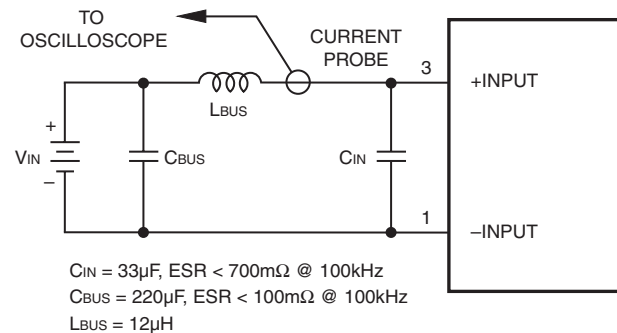 TO
OSCILLOSCOPE
CURRENT
PROBE
3
+INPUT
LBUS
+
VIN
–
CBUS
CIN
1
–INPUT
CIN = 33µF, ESR < 700mΩ @ 100kHz
CBUS = 220µF, ESR < 100mΩ @ 100kHz
LBUS = 12µH